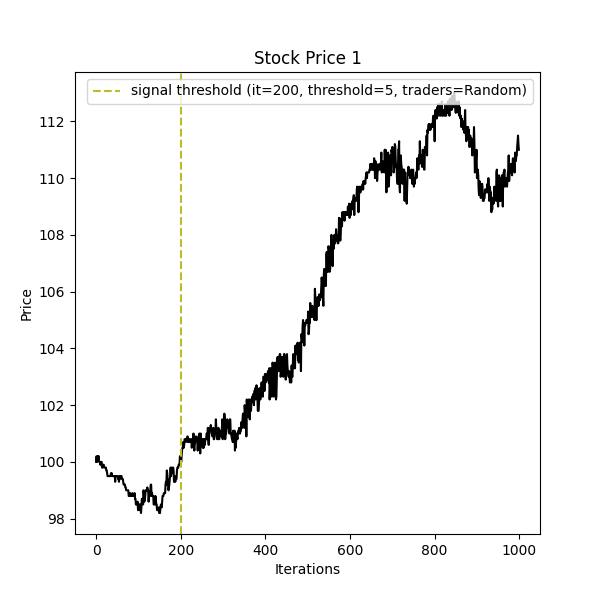 Stock Price 1
signal threshold (it=200, threshold=5, traders=Random)
112
110
108
106
104
102
100
98
Price
0 200 400 600 800 1000
Iterations